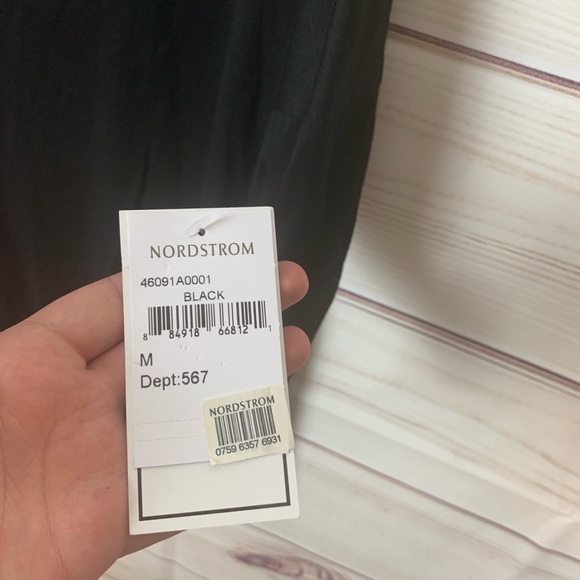 NORDSTROM
46091A0001
BLACK
8 84918 66812 1
M
Dept:567
NORDSTROM
0759 6357 6931